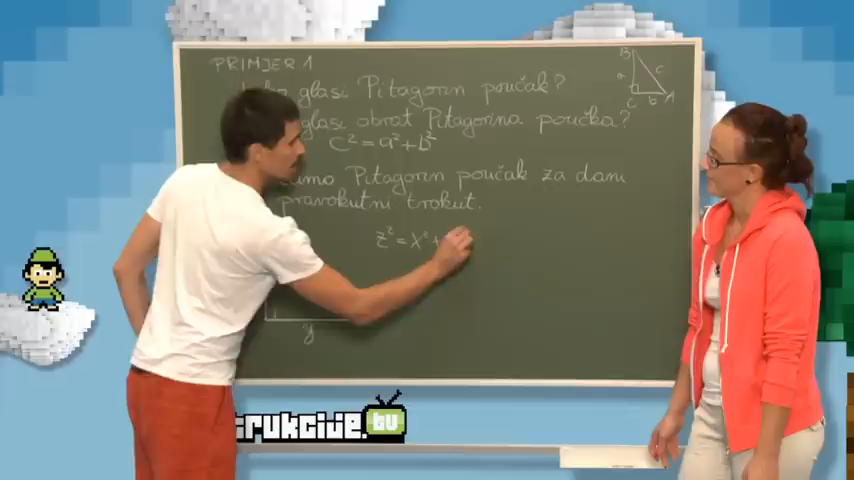 PRIMJER 1
glasi Pitagorin poučak?
glasi obrat Pitagorina poučka?
c² = a² + b²
Pitagorin poučak za dani
pravokutni trokut.
z² = x² +
y
B
a
c
C
b
A
trukcije.tv